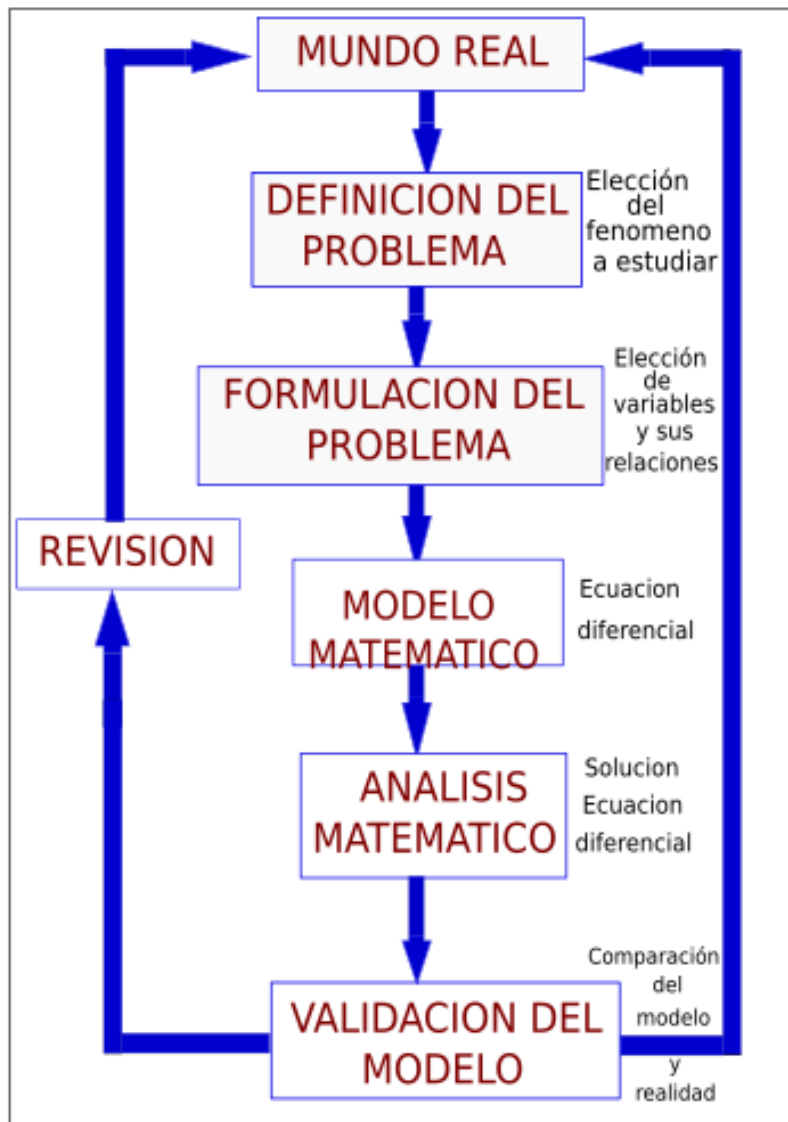 MUNDO REAL
DEFINICION DEL
PROBLEMA
Elección
del
fenomeno
a estudiar
FORMULACION DEL
PROBLEMA
Elección
de
variables
y sus
relaciones
REVISION
MODELO
MATEMATICO
Ecuacion
diferencial
ANALISIS
MATEMATICO
Solucion
Ecuacion
diferencial
VALIDACION DEL
MODELO
Comparación
del
modelo
y
realidad